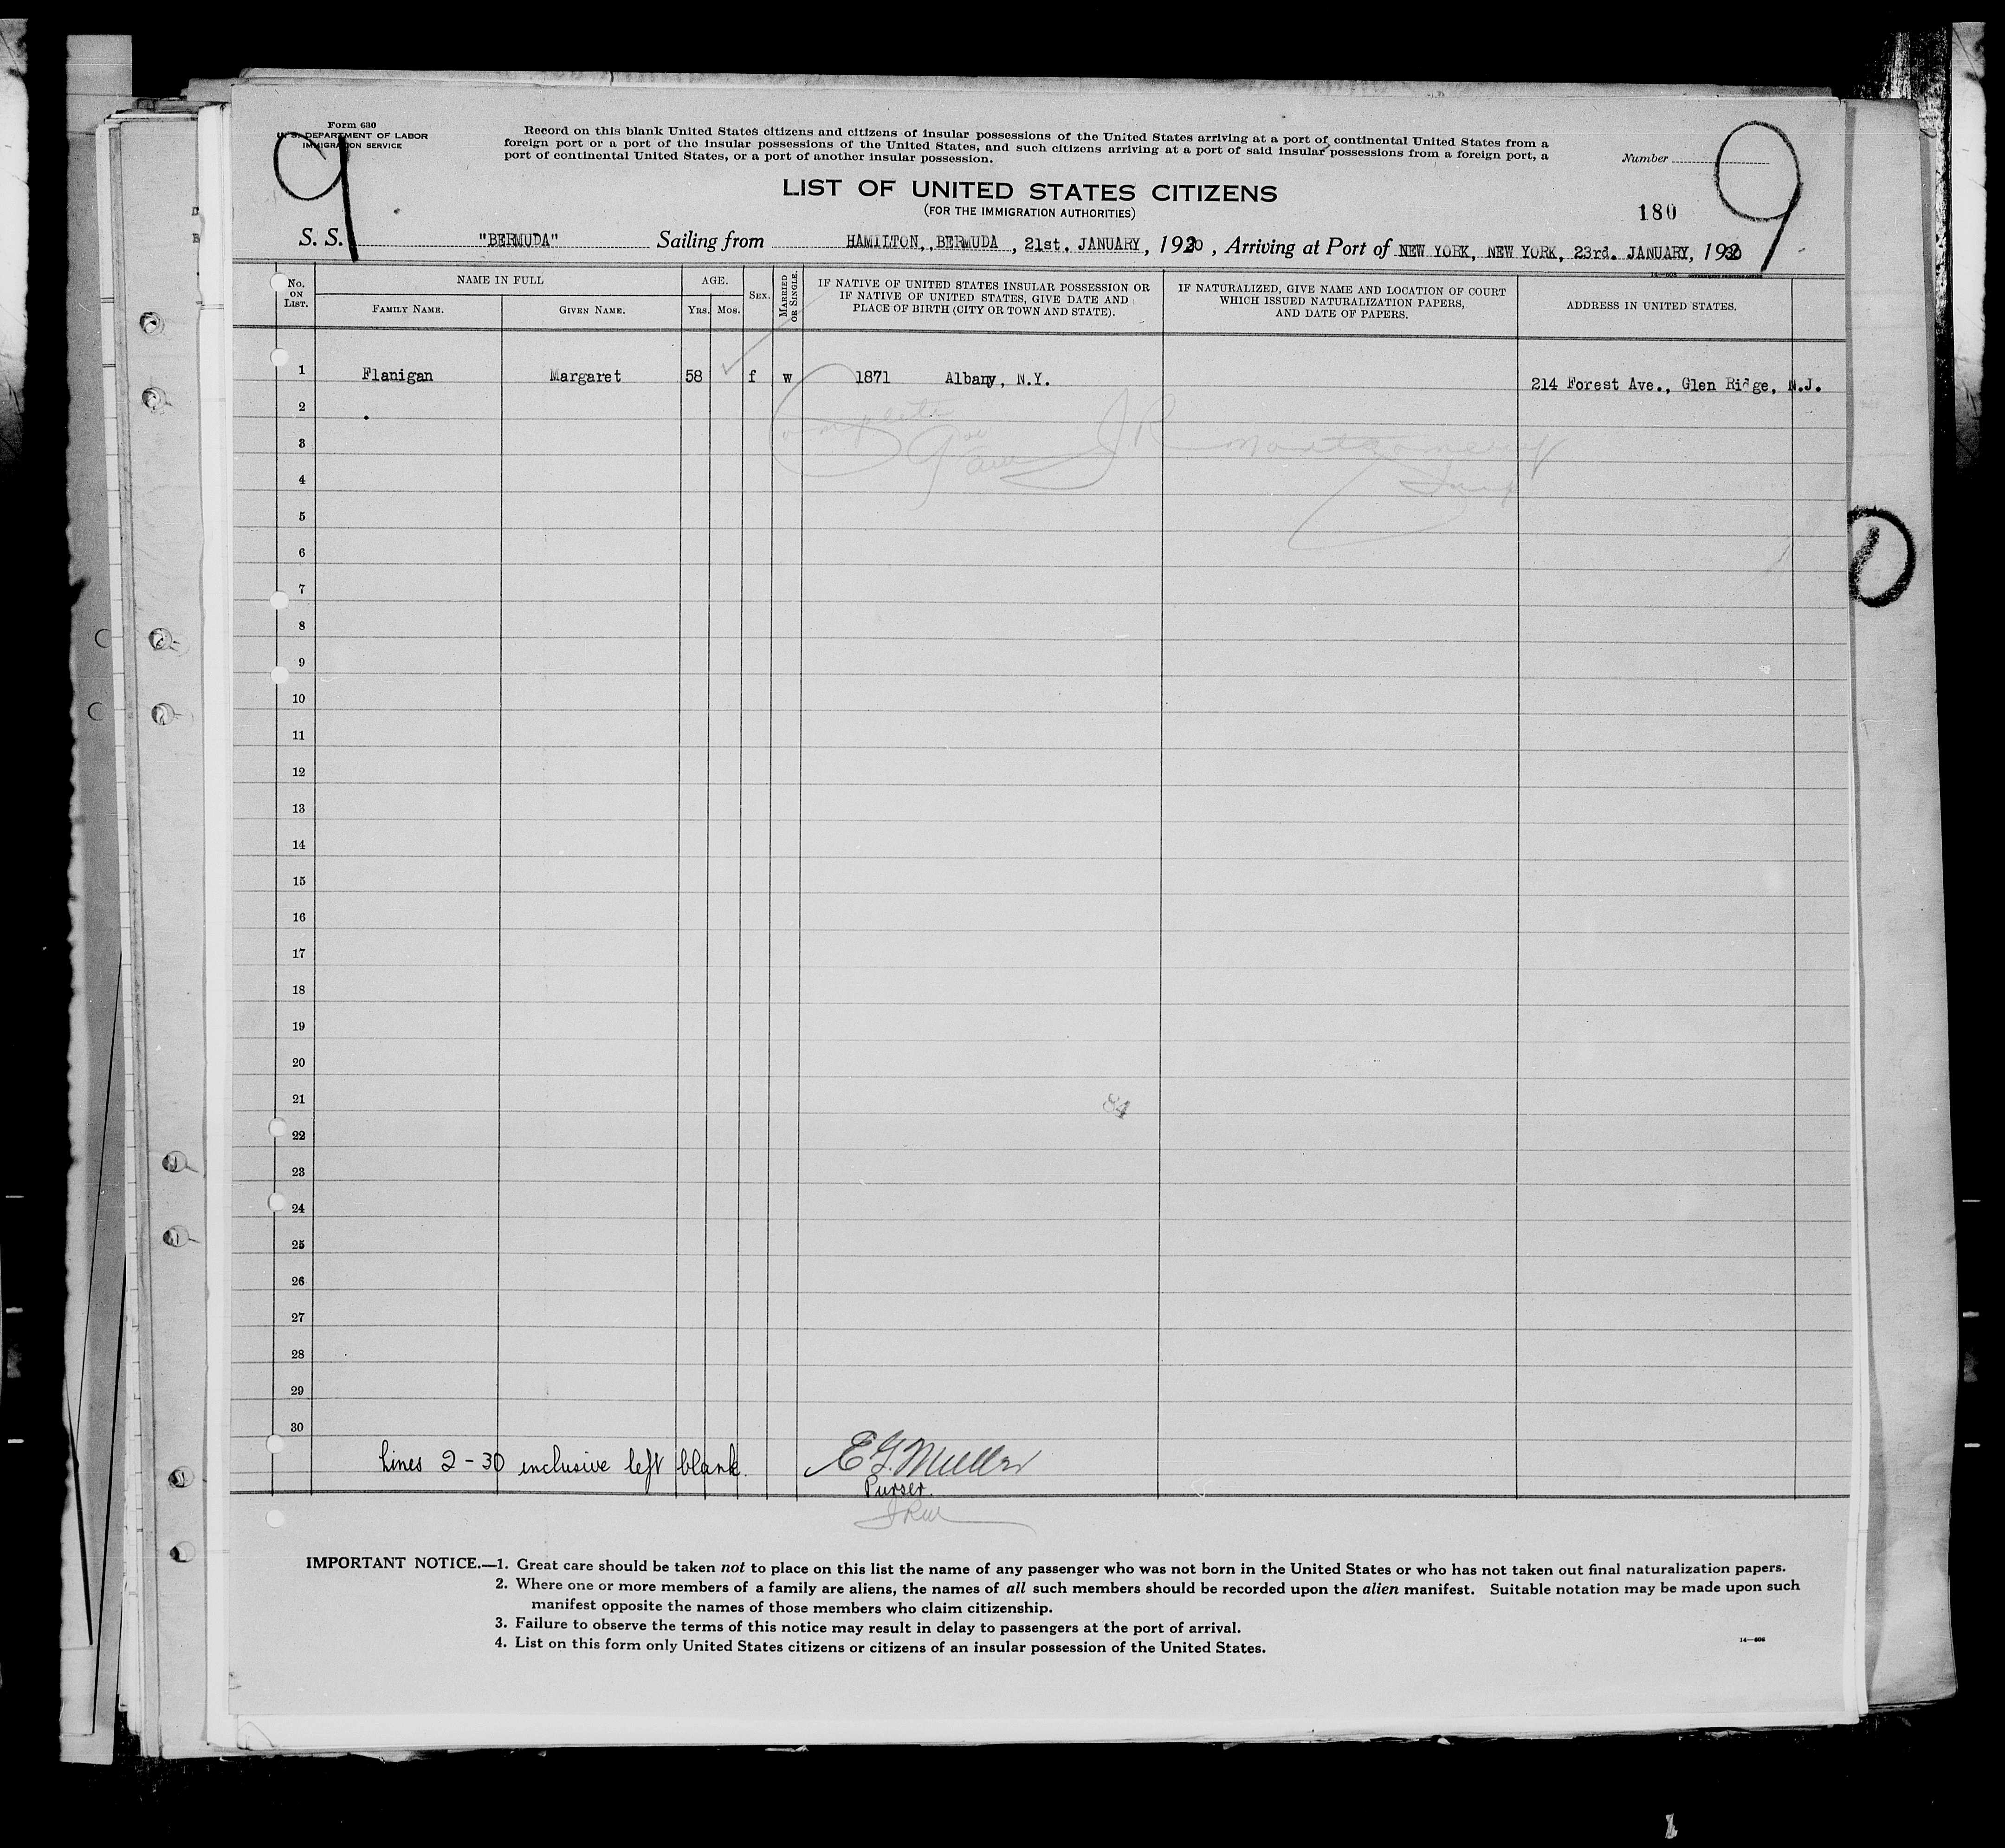 Form 630
U. S. DEPARTMENT OF LABOR
IMMIGRATION SERVICE
9
Record on this blank United States citizens and citizens of insular possessions of the United States arriving at a port of continental United States from a
foreign port or a port of the insular possessions of the United States, and such citizens arriving at a port of said insular possessions from a foreign port, a
port of continental United States, or a port of another insular possession.
Number
9
LIST OF UNITED STATES CITIZENS
(FOR THE IMMIGRATION AUTHORITIES)
180
S. S. "BERMUDA" Sailing from HAMILTON, BERMUDA, 21st. JANUARY, 1930, Arriving at Port of NEW YORK, NEW YORK, 23rd. JANUARY, 1930
No. ON LIST.
NAME IN FULL
FAMILY NAME.
GIVEN NAME.
AGE.
YRS.
MOS.
SEX.
MARRIED OR SINGLE.
IF NATIVE OF UNITED STATES INSULAR POSSESSION OR
IF NATIVE OF UNITED STATES, GIVE DATE AND
PLACE OF BIRTH (CITY OR TOWN AND STATE).
IF NATURALIZED, GIVE NAME AND LOCATION OF COURT
WHICH ISSUED NATURALIZATION PAPERS,
AND DATE OF PAPERS.
ADDRESS IN UNITED STATES.
1 Flanigan Margaret 58 f w 1871 Albany, N.Y. 214 Forest Ave., Glen Ridge, N.J.
2
Complete
3
J R Montgomery
4
Insp
5
6
1
7
8
9
10
11
12
13
14
15
16
17
18
19
20
21
84
22
23
24
25
26
27
28
29
30
Lines 2-30 inclusive left blank.
E G. Muller
Purser.
IMPORTANT NOTICE.—1. Great care should be taken not to place on this list the name of any passenger who was not born in the United States or who has not taken out final naturalization papers.
2. Where one or more members of a family are aliens, the names of all such members should be recorded upon the alien manifest. Suitable notation may be made upon such
manifest opposite the names of those members who claim citizenship.
3. Failure to observe the terms of this notice may result in delay to passengers at the port of arrival.
4. List on this form only United States citizens or citizens of an insular possession of the United States.
14—606